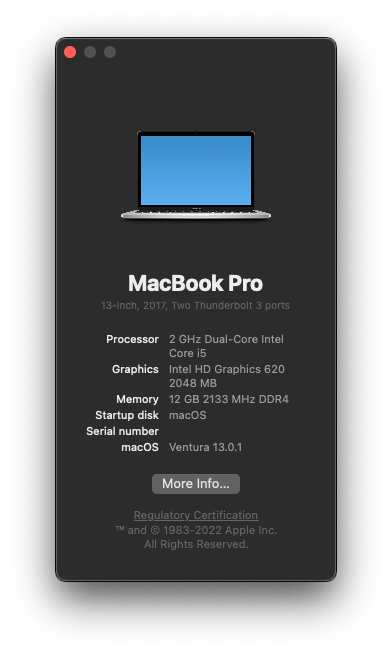 MacBook Pro
13-inch, 2017, Two Thunderbolt 3 ports
Processor 2 GHz Dual-Core Intel
Core i5
Graphics Intel HD Graphics 620
2048 MB
Memory 12 GB 2133 MHz DDR4
Startup disk macOS
Serial number
macOS Ventura 13.0.1
More Info...
Regulatory Certification
™ and © 1983-2022 Apple Inc.
All Rights Reserved.